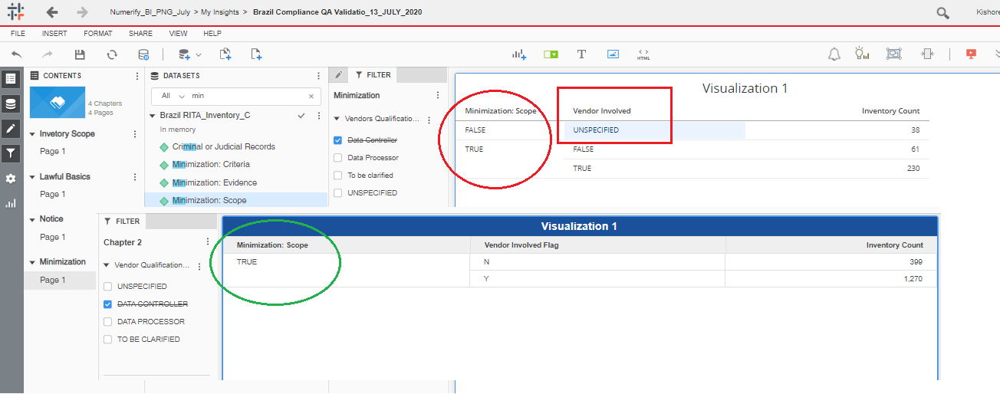 Numerify_BI_PNG_July > My Insights > Brazil Compliance QA Validatio_13_JULY_2020
Kishore
FILE INSERT FORMAT SHARE VIEW HELP
HTML
CONTENTS
4 Chapters
4 Pages
Invetory Scope
Page 1
Lawful Basics
Page 1
Notice
Page 1
Minimization
Page 1
DATASETS
All min
Brazil RITA_Inventory_C
In memory
Criminal or Judicial Records
Minimization: Criteria
Minimization: Evidence
Minimization: Scope
FILTER
Minimization
Vendors Qualificatio...
Data Controller
Data Processor
To be clarified
UNSPECIFIED
Visualization 1
Minimization: Scope Vendor Involved Inventory Count
FALSE UNSPECIFIED 38
TRUE FALSE 61
TRUE 230
FILTER
Chapter 2
Vendor Qualification...
UNSPECIFIED
DATA CONTROLLER
DATA PROCESSOR
TO BE CLARIFIED
Visualization 1
Minimization: Scope Vendor Involved Flag Inventory Count
TRUE N 399
Y 1,270